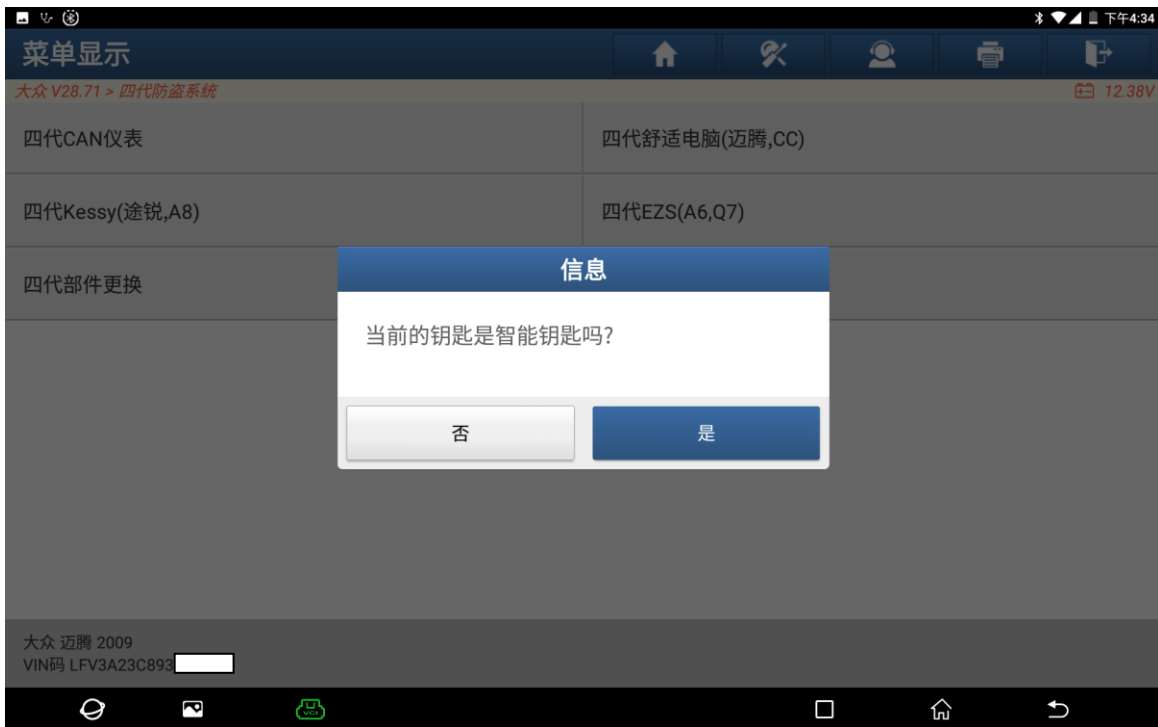 下午4:34
菜单显示
大众 V28.71 > 四代防盗系统
12.38V
四代CAN仪表
四代舒适电脑(迈腾,CC)
四代Kessy(途锐,A8)
四代EZS(A6,Q7)
四代部件更换
信息
当前的钥匙是智能钥匙吗?
否
是
大众 迈腾 2009
VIN码 LFV3A23C893
VCI